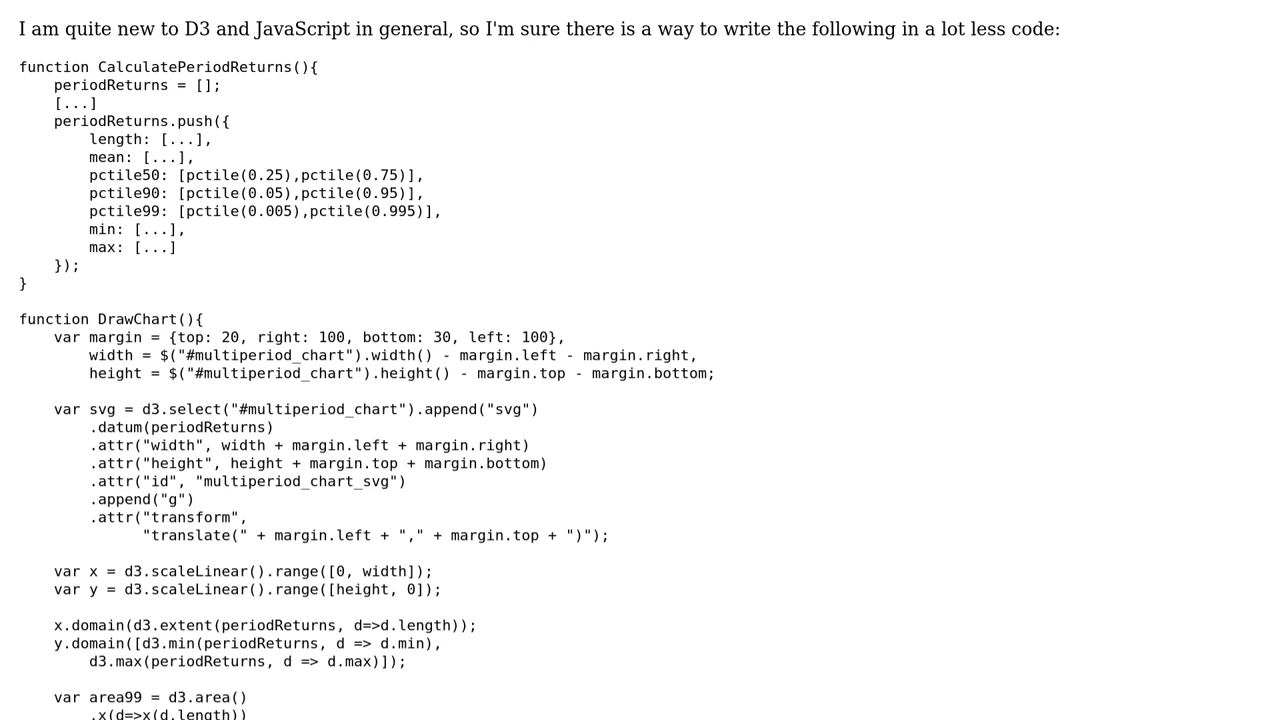 I am quite new to D3 and JavaScript in general, so I'm sure there is a way to write the following in a lot less code:
function CalculatePeriodReturns(){
    periodReturns = [];
    [...]
    periodReturns.push({
        length: [...],
        mean: [...],
        pctile50: [pctile(0.25),pctile(0.75)],
        pctile90: [pctile(0.05),pctile(0.95)],
        pctile99: [pctile(0.005),pctile(0.995)],
        min: [...],
        max: [...]
    });
}

function DrawChart(){
    var margin = {top: 20, right: 100, bottom: 30, left: 100},
        width = $("#multiperiod_chart").width() - margin.left - margin.right,
        height = $("#multiperiod_chart").height() - margin.top - margin.bottom;

    var svg = d3.select("#multiperiod_chart").append("svg")
        .datum(periodReturns)
        .attr("width", width + margin.left + margin.right)
        .attr("height", height + margin.top + margin.bottom)
        .attr("id", "multiperiod_chart_svg")
        .append("g")
        .attr("transform",
              "translate(" + margin.left + "," + margin.top + ")");

    var x = d3.scaleLinear().range([0, width]);
    var y = d3.scaleLinear().range([height, 0]);

    x.domain(d3.extent(periodReturns, d=>d.length));
    y.domain([d3.min(periodReturns, d => d.min),
        d3.max(periodReturns, d => d.max)]);

    var area99 = d3.area()
        .x(d=>x(d.length))